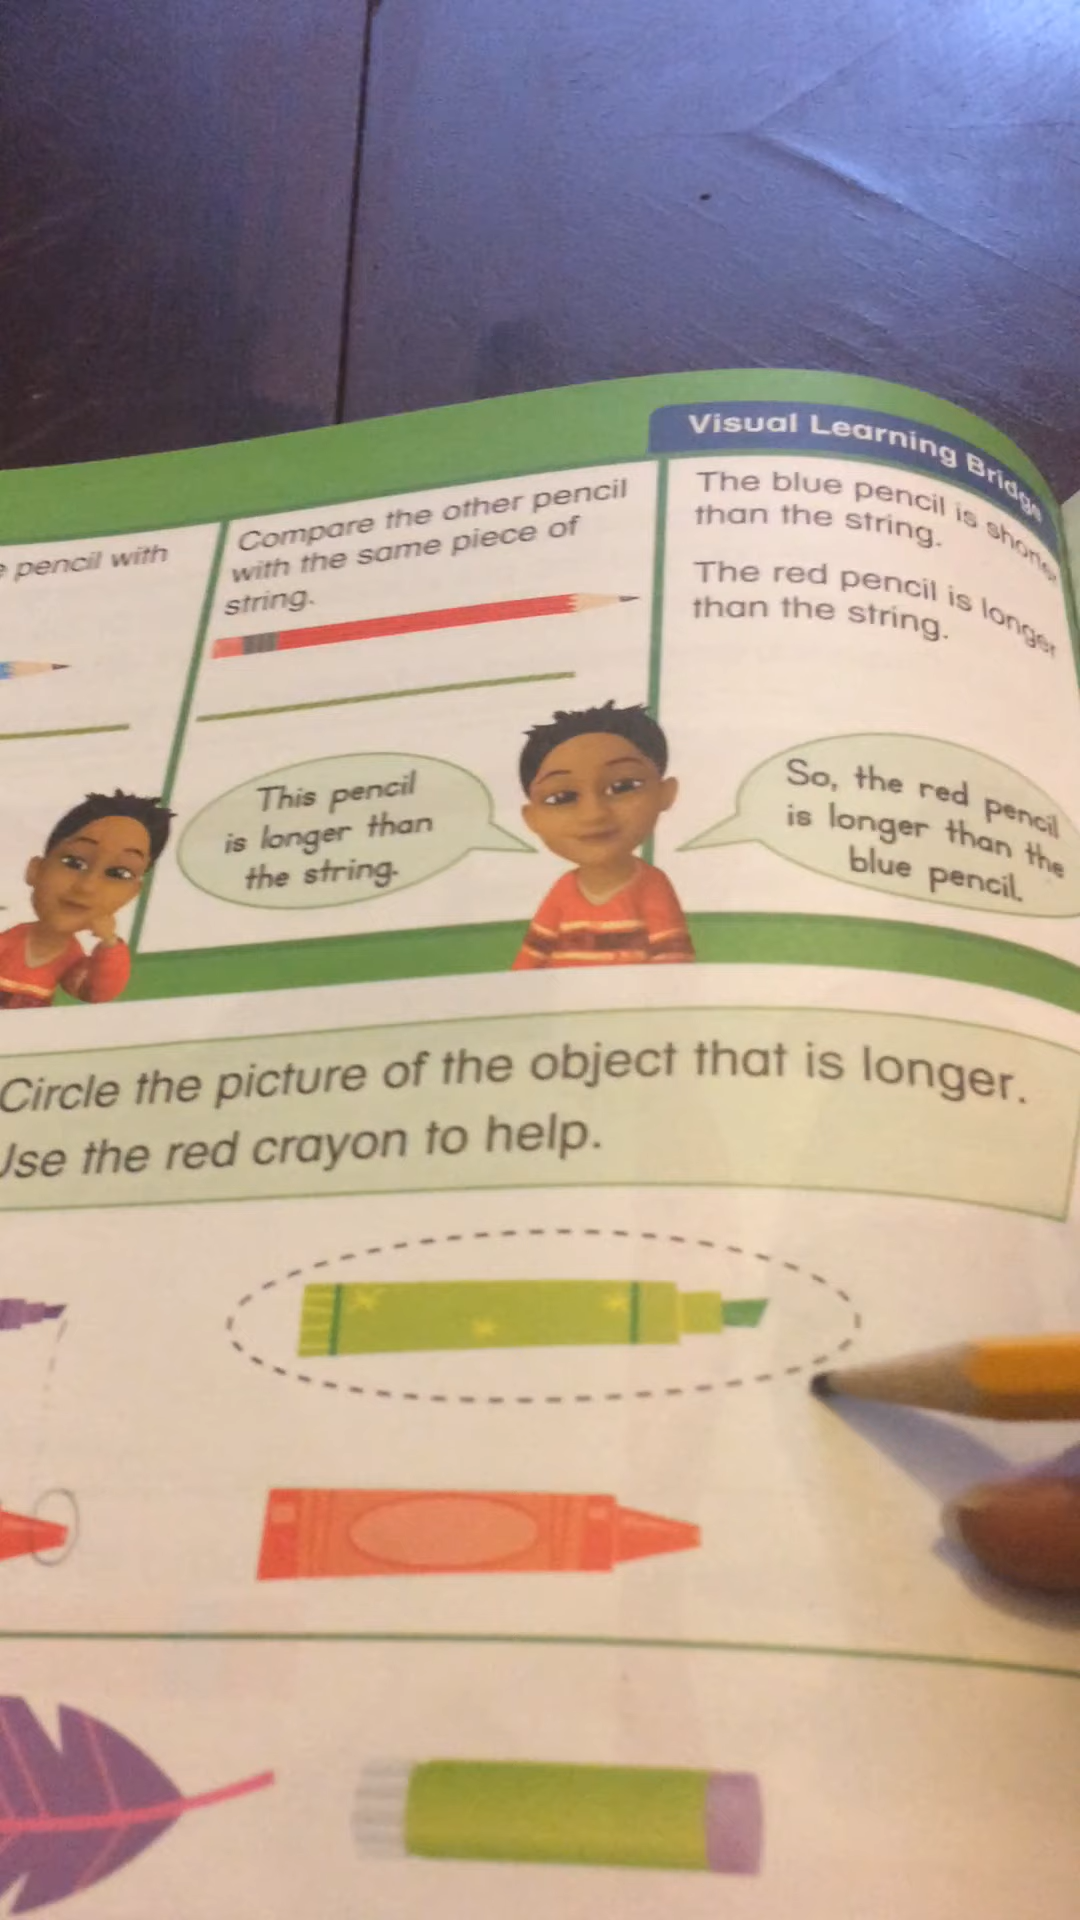 Visual Learning Bridge
pencil with
Compare the other pencil
with the same piece of
string.
The blue pencil is shorter
than the string.
The red pencil is longer
than the string.
This pencil
is longer than
the string.
So, the red pencil
is longer than the
blue pencil.
Circle the picture of the object that is longer.
Use the red crayon to help.